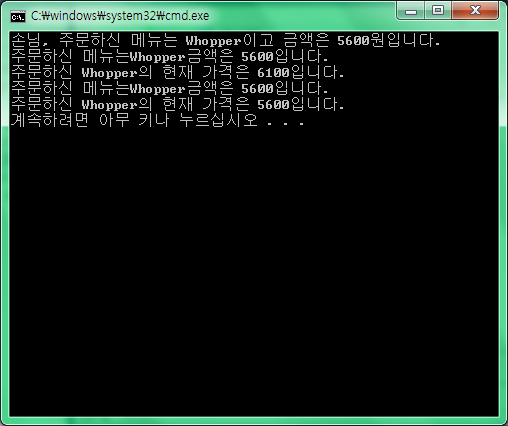 C:₩windows₩system32₩cmd.exe
손님, 주문하신 메뉴는 Whopper이고 금액은 5600원입니다.
주문하신 메뉴는Whopper금액은 5600입니다.
주문하신 Whopper의 현재 가격은 6100입니다.
주문하신 메뉴는Whopper금액은 5600입니다.
주문하신 Whopper의 현재 가격은 5600입니다.
계속하려면 아무 키나 누르십시오 . . .